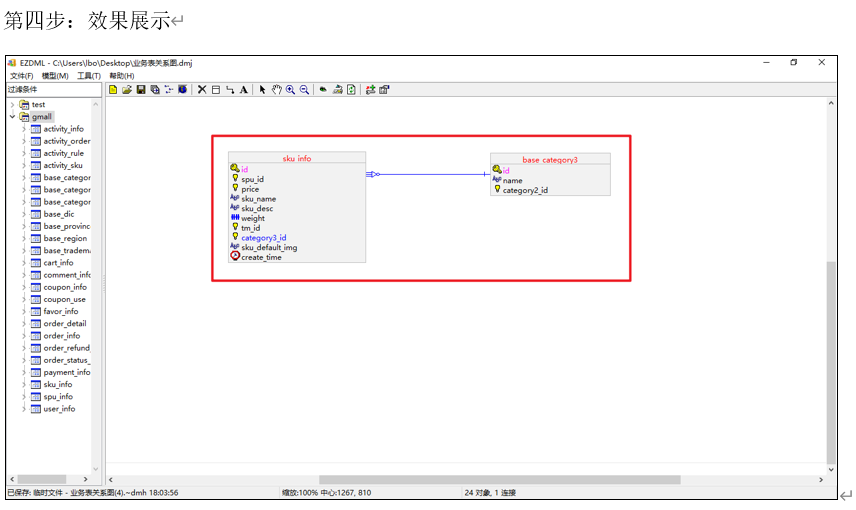 第四步：效果展示
EZDML - C:\Users\lbo\Desktop\业务表关系图.dmj
文件(F) 模型(M) 工具(T) 帮助(H)
过滤条件
test
gmall
activity_info
activity_order
activity_rule
activity_sku
base_categor
base_categor
base_categor
base_dic
base_provinc
base_region
base_tradema
cart_info
comment_info
coupon_info
coupon_use
favor_info
order_detail
order_info
order_refund_
order_status_
payment_info
sku_info
spu_info
user_info
sku_info
id
spu_id
price
sku_name
sku_desc
weight
tm_id
category3_id
sku_default_img
create_time
base_category3
id
name
category2_id
已保存: 临时文件 - 业务表关系图(4).~dmh 18:03:56 缩放:100% 中心:1267, 810 24 对象, 1 连接